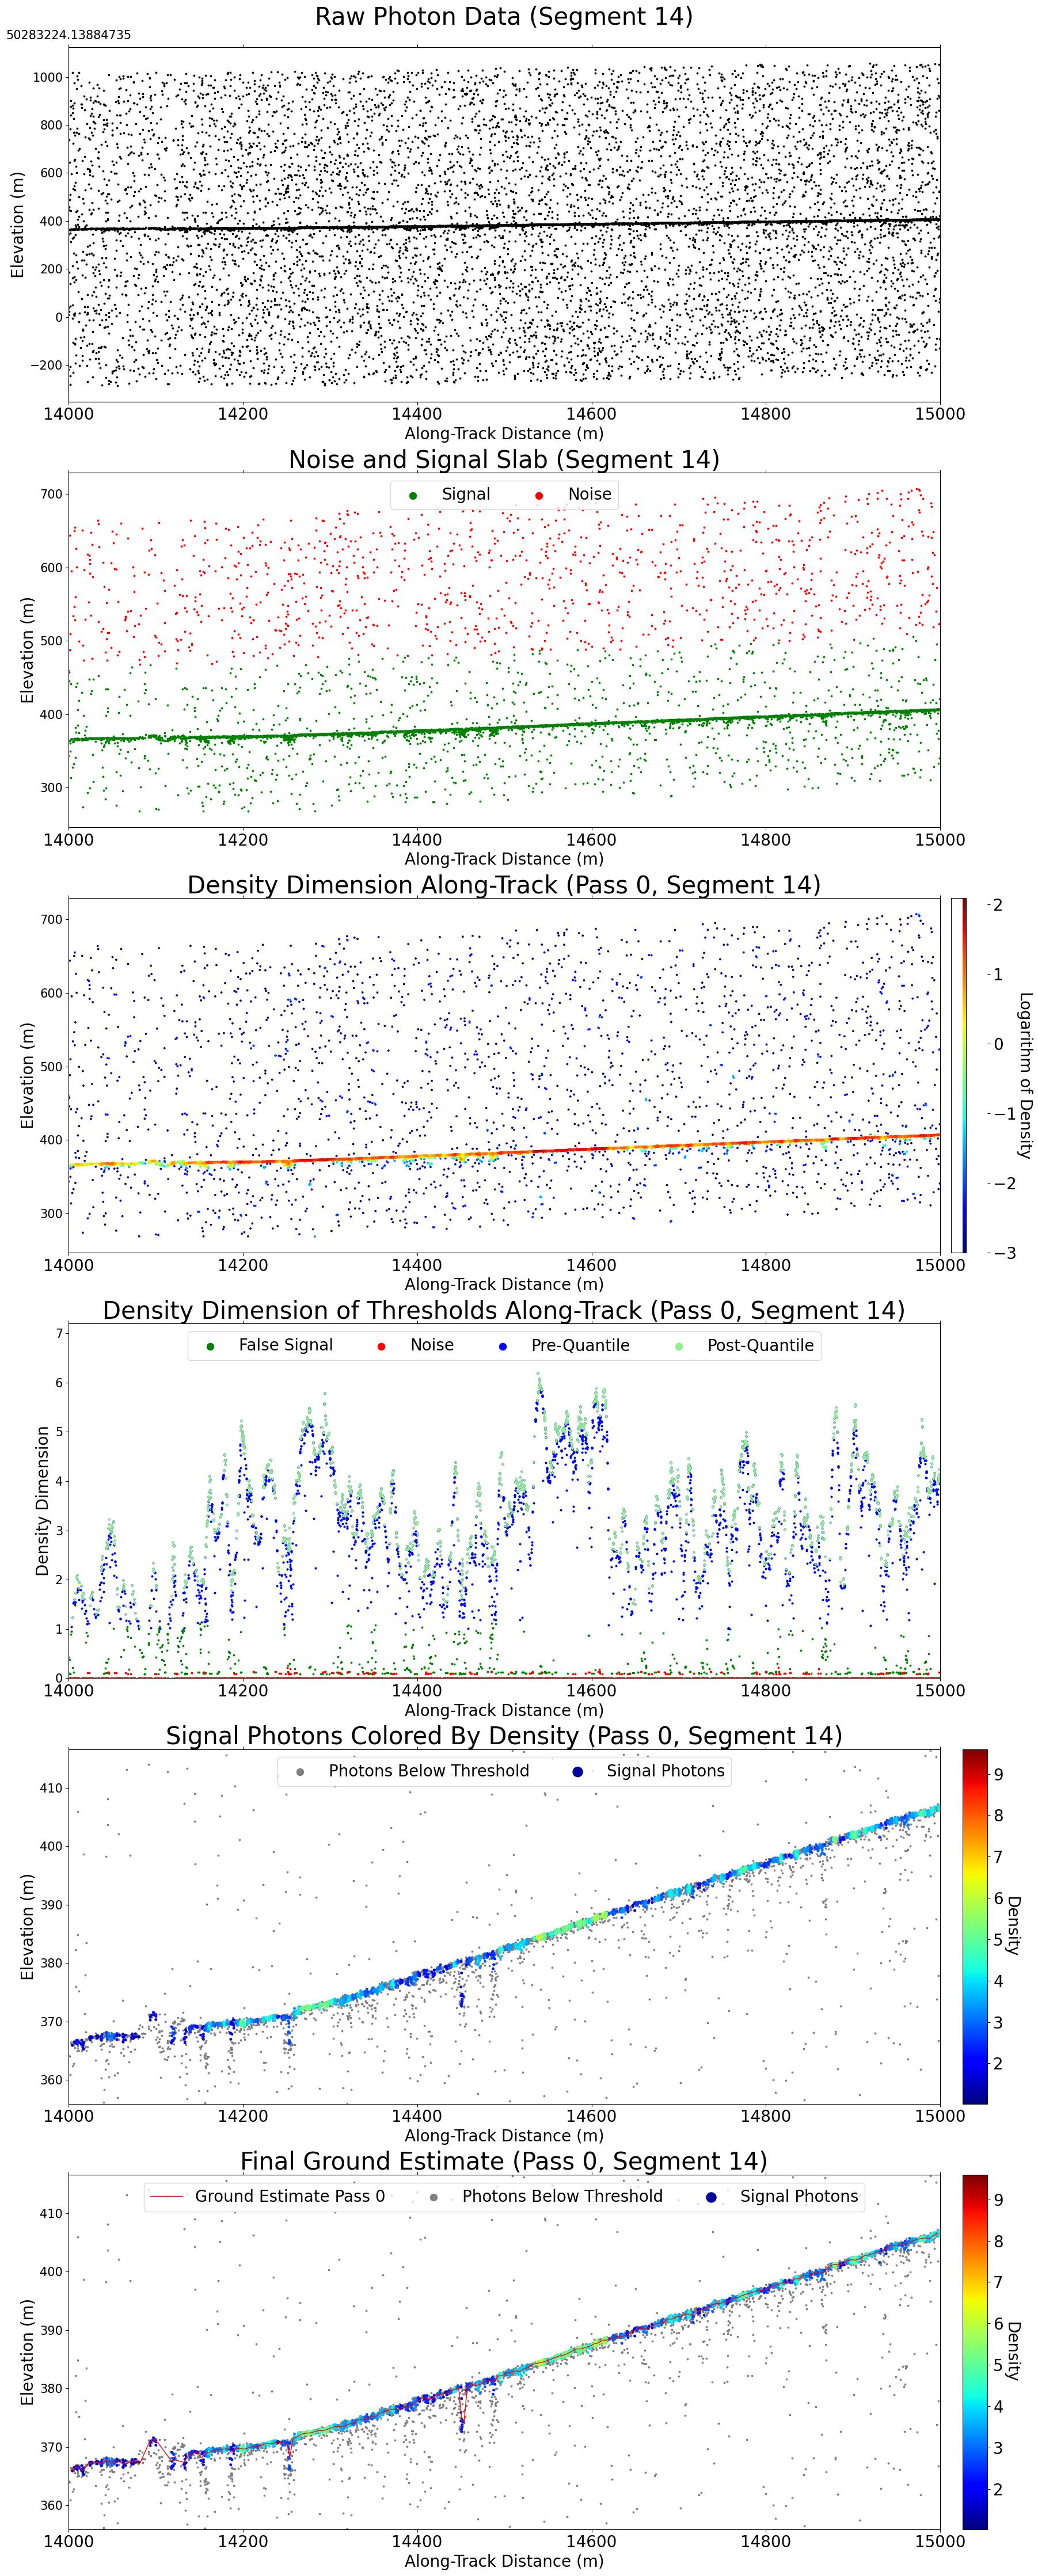 Raw Photon Data (Segment 14)
50283224.13884735
1000
800
600
400
200
0
−200
Elevation (m)
14000 14200 14400 14600 14800 15000
Along-Track Distance (m)
Noise and Signal Slab (Segment 14)
Signal Noise
700
600
500
400
300
Elevation (m)
14000 14200 14400 14600 14800 15000
Along-Track Distance (m)
Density Dimension Along-Track (Pass 0, Segment 14)
700
600
500
400
300
Elevation (m)
14000 14200 14400 14600 14800 15000
Along-Track Distance (m)
2
1
0
−1
−2
−3
Logarithm of Density
Density Dimension of Thresholds Along-Track (Pass 0, Segment 14)
False Signal Noise Pre-Quantile Post-Quantile
7
6
5
4
3
2
1
0
Density Dimension
14000 14200 14400 14600 14800 15000
Along-Track Distance (m)
Signal Photons Colored By Density (Pass 0, Segment 14)
Photons Below Threshold Signal Photons
410
400
390
380
370
360
Elevation (m)
14000 14200 14400 14600 14800 15000
Along-Track Distance (m)
9
8
7
6
5
4
3
2
Density
Final Ground Estimate (Pass 0, Segment 14)
Ground Estimate Pass 0 Photons Below Threshold Signal Photons
410
400
390
380
370
360
Elevation (m)
14000 14200 14400 14600 14800 15000
Along-Track Distance (m)
9
8
7
6
5
4
3
2
Density